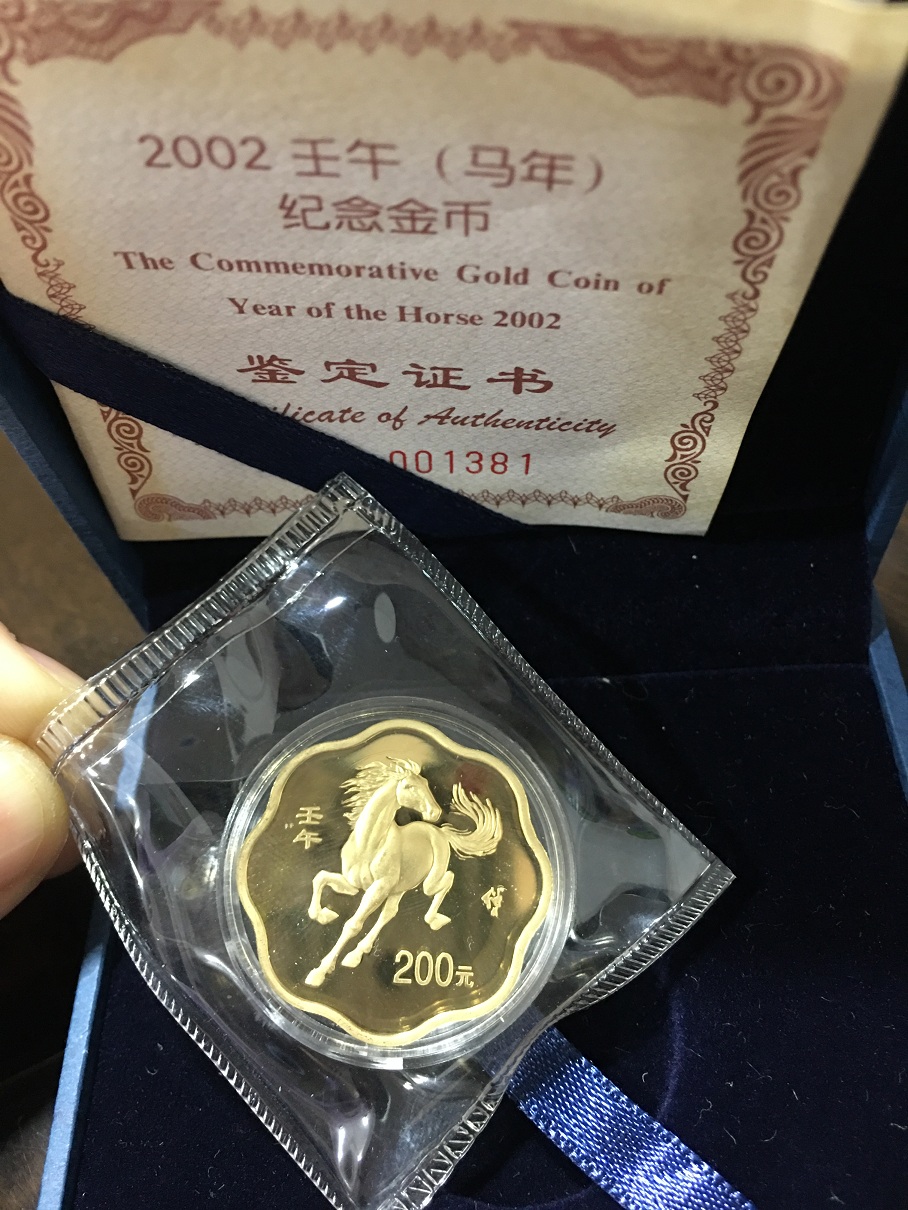 2002 壬午（马年）
纪念金币
The Commemorative Gold Coin of
Year of the Horse 2002
鉴定证书
of Authenticity
001381
壬午
200元